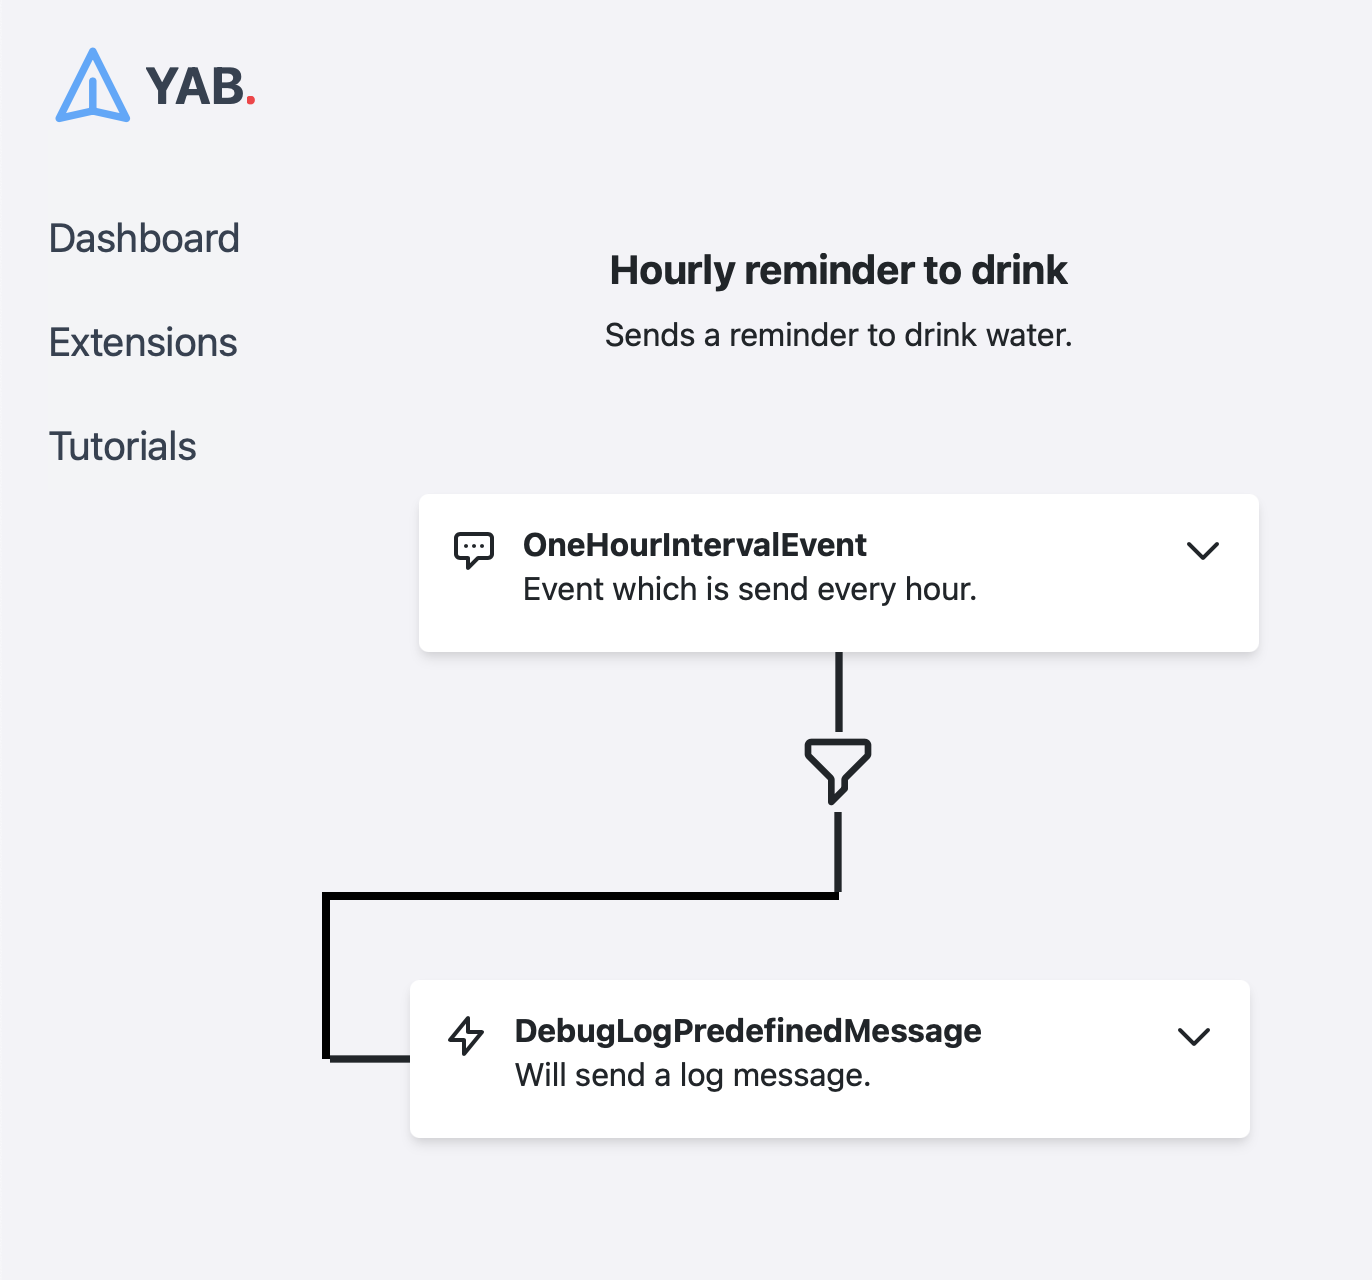 YAB.
Dashboard
Extensions
Tutorials
Hourly reminder to drink
Sends a reminder to drink water.
OneHourIntervalEvent
Event which is send every hour.
DebugLogPredefinedMessage
Will send a log message.